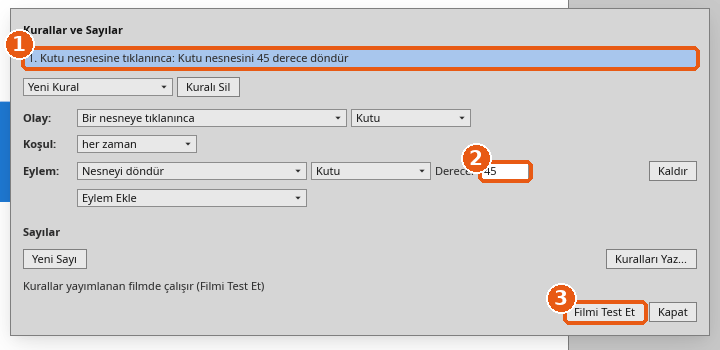 Kurallar ve Sayılar
1
1. Kutu nesnesine tıklanınca: Kutu nesnesini 45 derece döndür
Yeni Kural Kuralı Sil
Olay: Bir nesneye tıklanınca Kutu
Koşul: her zaman
2
Eylem: Nesneyi döndür Kutu Derece: 45 Kaldır
Eylem Ekle
Sayılar
Yeni Sayı Kuralları Yaz...
Kurallar yayımlanan filmde çalışır (Filmi Test Et)
3
Filmi Test Et Kapat